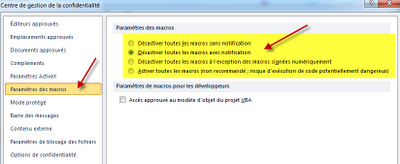 Centre de gestion de la confidentialité
Éditeurs approuvés
Emplacements approuvés
Documents approuvés
Compléments
Paramètres ActiveX
Paramètres des macros
Mode protégé
Barre des messages
Contenu externe
Paramètres de blocage des fichiers
Options de confidentialité
Paramètres des macros
Désactiver toutes les macros sans notification
Désactiver toutes les macros avec notification
Désactiver toutes les macros à l'exception des macros signées numériquement
Activer toutes les macros (non recommandé ; risque d'exécution de code potentiellement dangereux)
Paramètres de macros pour les développeurs
Accès approuvé au modèle d'objet du projet VBA